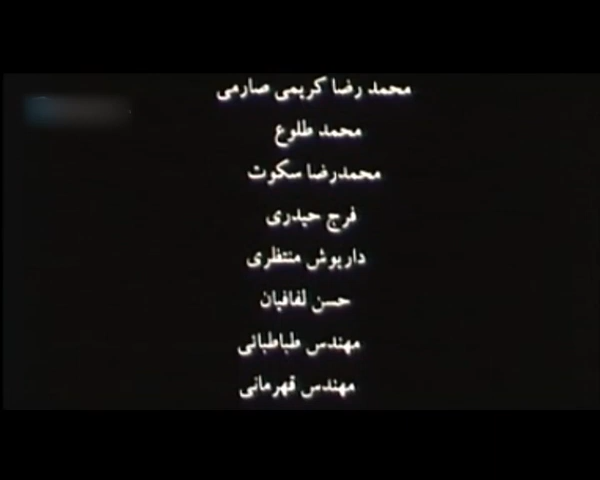 محمد رضا کریمی صارمی
محمد طلوع
محمدرضا سکوت
فرج حیدری
داریوش منتظری
حسن لفافیان
مهندس طباطبائی
مهندس قهرمانی